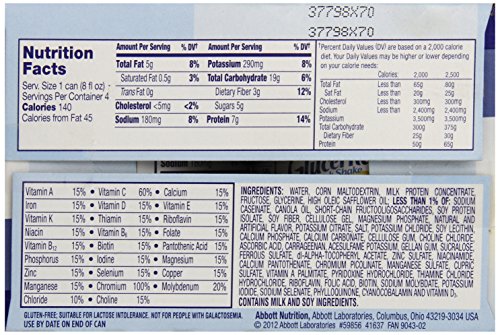 37798X70
37798X70
Nutrition
Facts
Serv. Size 1 can (8 fl oz)
Servings Per Container 4
Calories 140
Calories from Fat 45
Amount Per Serving % DV†
Total Fat 5g 8%
Saturated Fat 0.5g 3%
Trans Fat 0g
Cholesterol <5mg <2%
Sodium 180mg 8%
Amount Per Serving % DV†
Potassium 290mg 8%
Total Carbohydrate 19g 6%
Dietary Fiber 3g 12%
Sugars 5g
Protein 7g 14%
†Percent Daily Values (DV) are based on a 2,000 calorie
diet. Your Daily Values may be higher or lower depending
on your calorie needs:
Calories: 2,000 2,500
Total Fat Less than 65g 80g
Sat Fat Less than 20g 25g
Cholesterol Less than 300mg 300mg
Sodium Less than 2,400mg 2,400mg
Potassium 3,500mg 3,500mg
Total Carbohydrate 300g 375g
Dietary Fiber 25g 30g
Protein 50g 65g
Shake
Vitamin A 15% • Vitamin C 60% • Calcium 15%
Iron 15% • Vitamin D 15% • Vitamin E 15%
Vitamin K 15% • Thiamin 15% • Riboflavin 15%
Niacin 15% • Vitamin B6 15% • Folate 15%
Vitamin B12 15% • Biotin 15% • Pantothenic Acid 15%
Phosphorus 15% • Iodine 15% • Magnesium 15%
Zinc 15% • Selenium 15% • Copper 15%
Manganese 15% • Chromium 100% • Molybdenum 20%
Chloride 10% • Choline 15%
INGREDIENTS: WATER, CORN MALTODEXTRIN, MILK PROTEIN CONCENTRATE,
FRUCTOSE, GLYCERINE, HIGH OLEIC SAFFLOWER OIL; LESS THAN 1% OF: SODIUM
CASEINATE, CANOLA OIL, SHORT-CHAIN FRUCTOOLIGOSACCHARIDES, SOY PROTEIN
ISOLATE, SOY FIBER, CELLULOSE GEL, MAGNESIUM PHOSPHATE, NATURAL AND
ARTIFICIAL FLAVOR, POTASSIUM CITRATE, SALT, POTASSIUM CHLORIDE, SOY LECITHIN,
CALCIUM PHOSPHATE, CALCIUM CARBONATE, CELLULOSE GUM, CHOLINE CHLORIDE,
ASCORBIC ACID, CARRAGEENAN, ACESULFAME POTASSIUM, GELLAN GUM, SUCRALOSE,
FERROUS SULFATE, dl-ALPHA-TOCOPHERYL ACETATE, ZINC SULFATE, NIACINAMIDE,
CALCIUM PANTOTHENATE, CHROMIUM PICOLINATE, MANGANESE SULFATE, CUPRIC
SULFATE, VITAMIN A PALMITATE, PYRIDOXINE HYDROCHLORIDE, THIAMINE CHLORIDE
HYDROCHLORIDE, RIBOFLAVIN, FOLIC ACID, BIOTIN, SODIUM MOLYBDATE, POTASSIUM
IODIDE, SODIUM SELENATE, PHYLLOQUINONE, CYANOCOBALAMIN AND VITAMIN D3.
CONTAINS MILK AND SOY INGREDIENTS.
GLUTEN-FREE; SUITABLE FOR LACTOSE INTOLERANCE. NOT FOR PEOPLE WITH GALACTOSEMIA.
USE BY DATE ON END OF CAN
Abbott Nutrition, Abbott Laboratories, Columbus, Ohio 43219-3034 USA
© 2012 Abbott Laboratories #59856 41637 FAN 9043-02